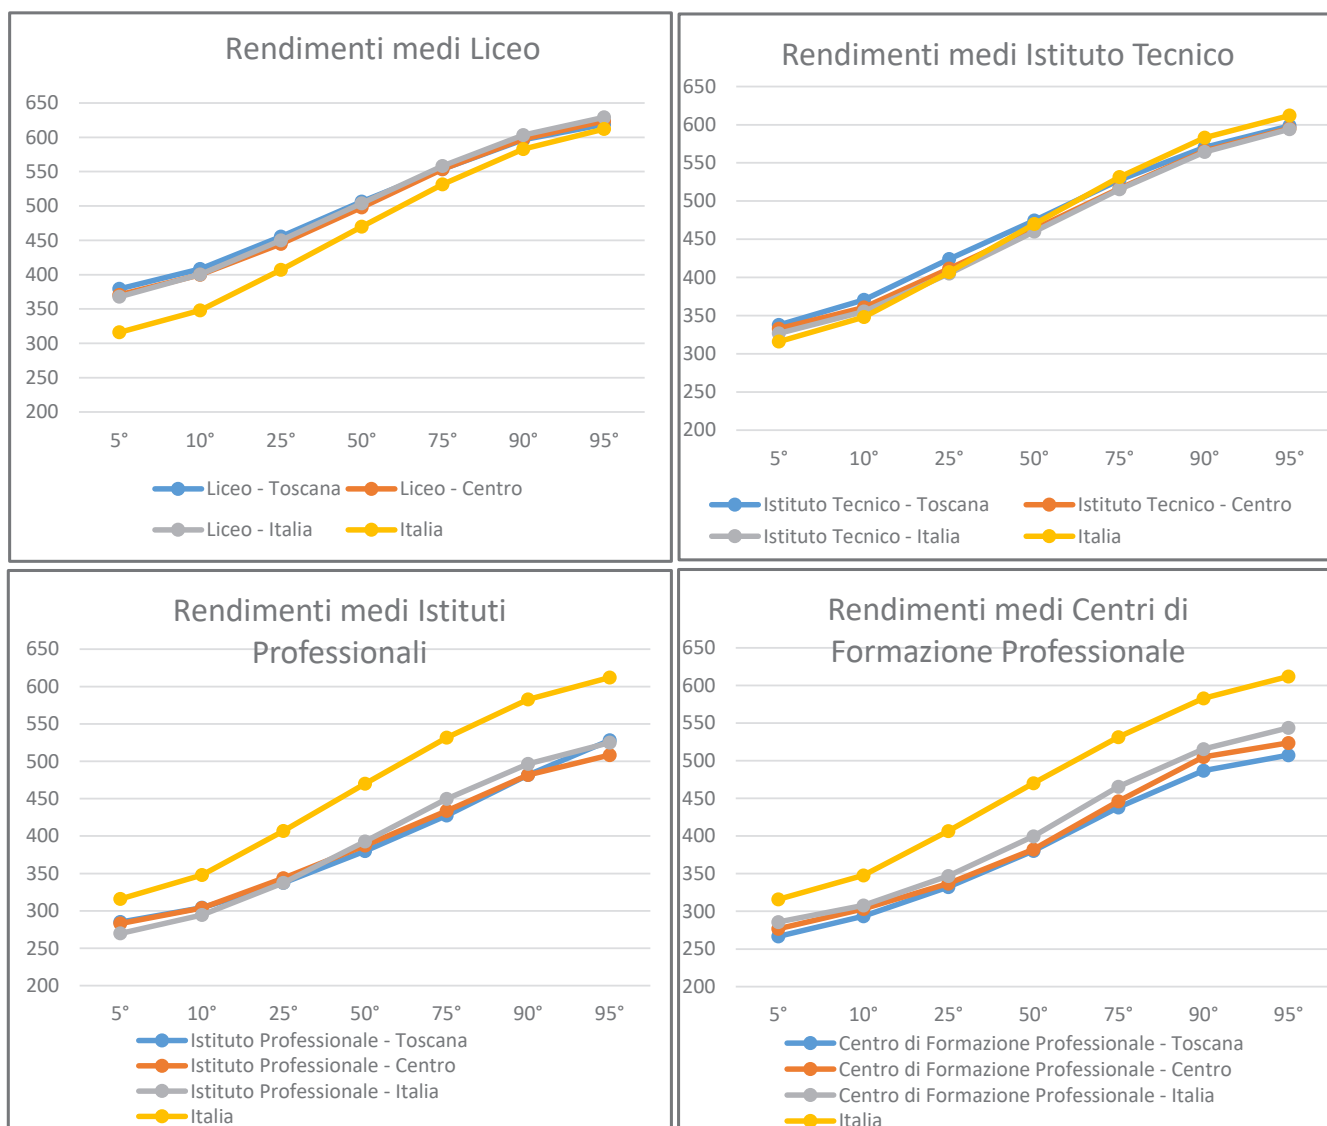 Rendimenti medi Liceo
650
600
550
500
450
400
350
300
250
200
5° 10° 25° 50° 75° 90° 95°
Liceo - Toscana Liceo - Centro
Liceo - Italia Italia
Rendimenti medi Istituto Tecnico
650
600
550
500
450
400
350
300
250
200
5° 10° 25° 50° 75° 90° 95°
Istituto Tecnico - Toscana Istituto Tecnico - Centro
Istituto Tecnico - Italia Italia
Rendimenti medi Istituti
Professionali
650
600
550
500
450
400
350
300
250
200
5° 10° 25° 50° 75° 90° 95°
Istituto Professionale - Toscana
Istituto Professionale - Centro
Istituto Professionale - Italia
Italia
Rendimenti medi Centri di
Formazione Professionale
650
600
550
500
450
400
350
300
250
200
5° 10° 25° 50° 75° 90° 95°
Centro di Formazione Professionale - Toscana
Centro di Formazione Professionale - Centro
Centro di Formazione Professionale - Italia
Italia